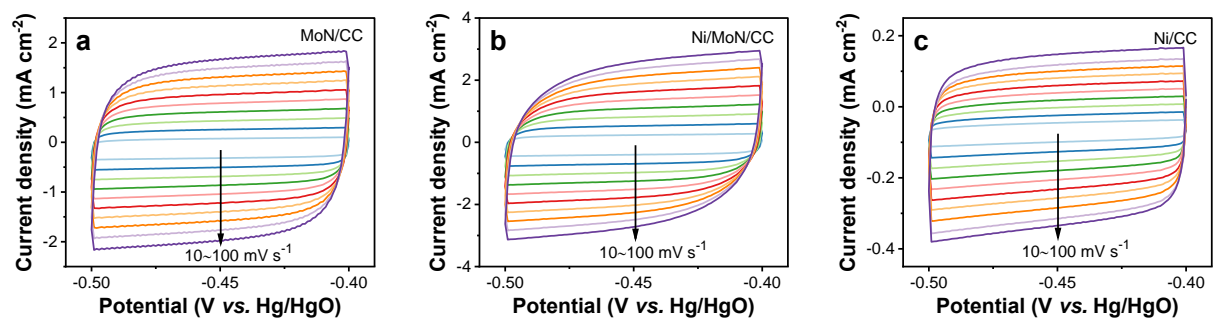 a
MoN/CC
Current density (mA cm⁻²)
2
1
0
-1
-2
10~100 mV s⁻¹
-0.50
-0.45
-0.40
Potential (V vs. Hg/HgO)
b
Ni/MoN/CC
Current density (mA cm⁻²)
4
2
0
-2
-4
10~100 mV s⁻¹
-0.50
-0.45
-0.40
Potential (V vs. Hg/HgO)
c
Ni/CC
Current density (mA cm⁻²)
0.2
0.0
-0.2
-0.4
10~100 mV s⁻¹
-0.50
-0.45
-0.40
Potential (V vs. Hg/HgO)